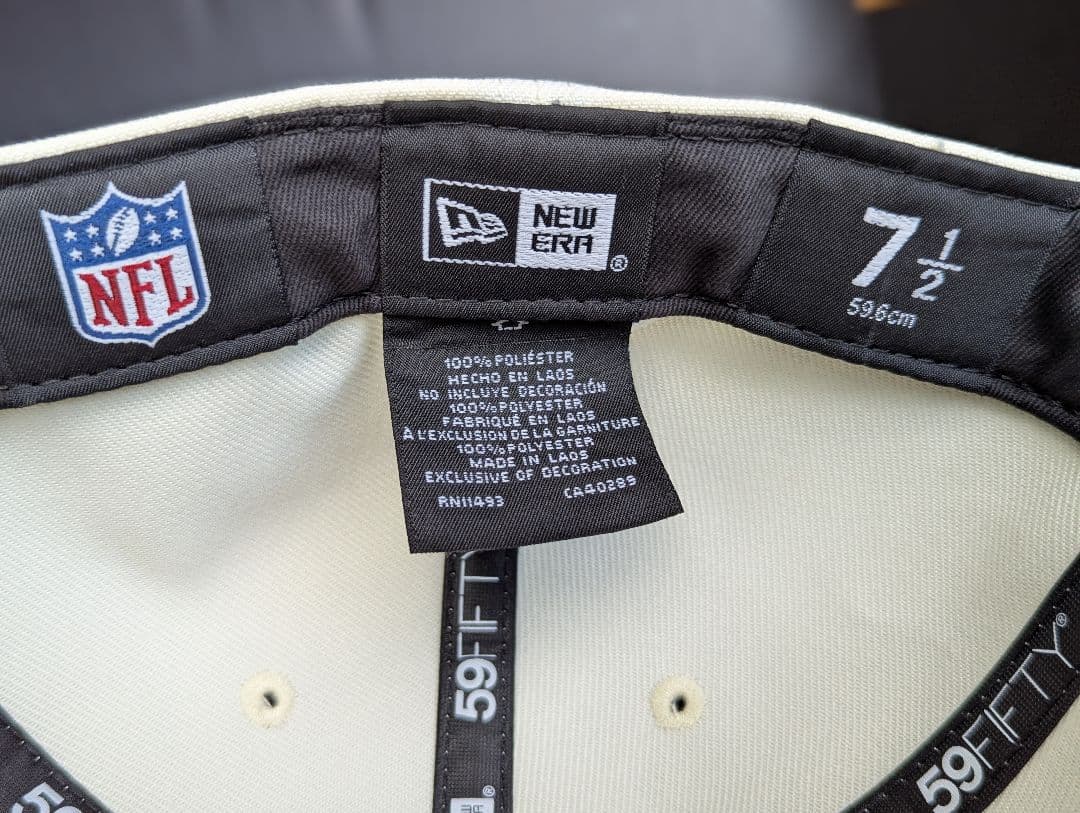 NFL
NEW
ERA
®
7 1/2
59.6cm
100% POLIÉSTER
HECHO EN LAOS
NO INCLUYE DECORACIÓN
100% POLYESTER
FABRIQUÉ EN LAOS
À L'EXCLUSION DE LA GARNITURE
100% POLYESTER
MADE IN LAOS
EXCLUSIVE OF DECORATION
RN11493 CA40289
59FIFTY
59FIFTY®
59
®